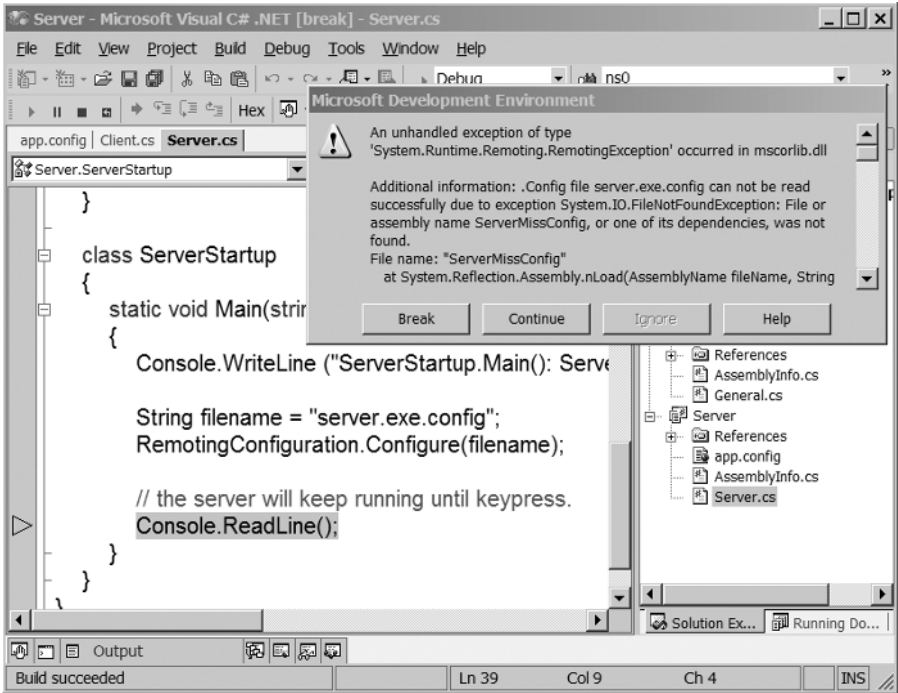 Server - Microsoft Visual C# .NET [break] - Server.cs
File Edit View Project Build Debug Tools Window Help
Debug ns0
Hex
Microsoft Development Environment
An unhandled exception of type
'System.Runtime.Remoting.RemotingException' occurred in mscorlib.dll
Additional information: .Config file server.exe.config can not be read
successfully due to exception System.IO.FileNotFoundException: File or
assembly name ServerMissConfig, or one of its dependencies, was not
found.
File name: "ServerMissConfig"
at System.Reflection.Assembly.nLoad(AssemblyName fileName, String
Break Continue Ignore Help
app.config Client.cs Server.cs
Server.ServerStartup
}
class ServerStartup
{
static void Main(strin
{
Console.WriteLine ("ServerStartup.Main(): Serve
String filename = "server.exe.config";
RemotingConfiguration.Configure(filename);
// the server will keep running until keypress.
Console.ReadLine();
}
}
References
AssemblyInfo.cs
General.cs
Server
References
app.config
AssemblyInfo.cs
Server.cs
Solution Ex... Running Do...
Output
Build succeeded Ln 39 Col 9 Ch 4 INS